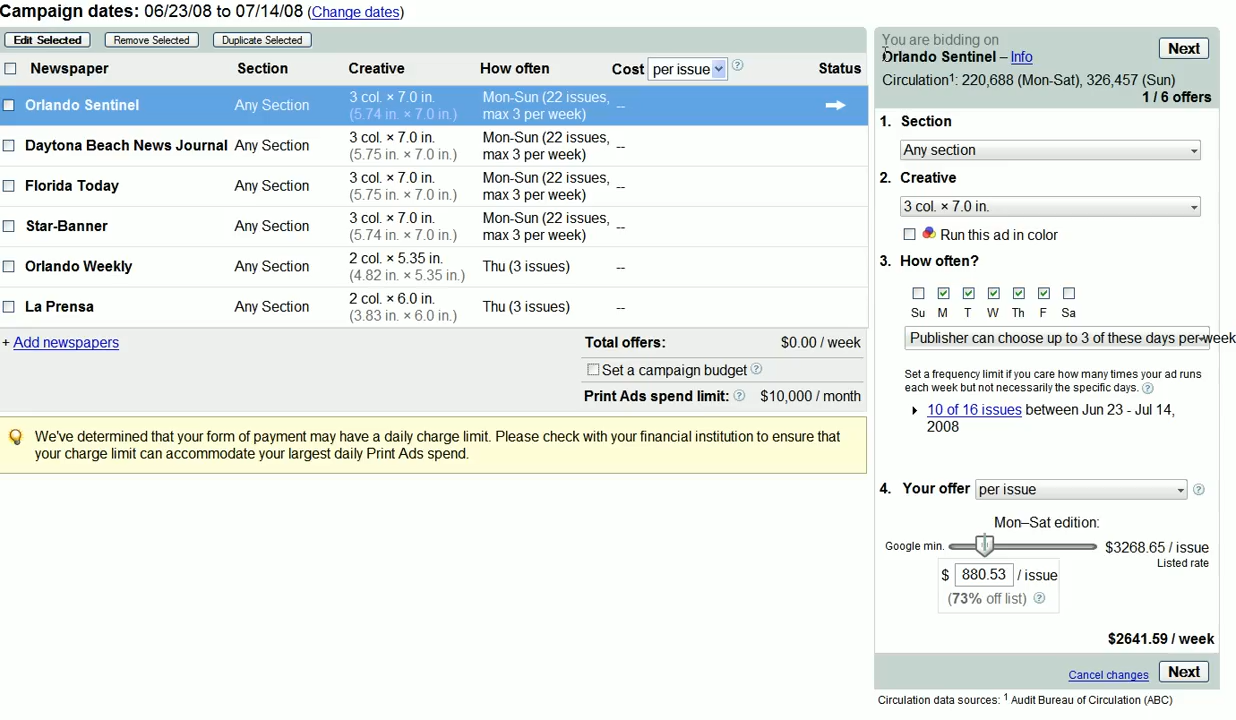 Campaign dates: 06/23/08 to 07/14/08 (Change dates)
Edit Selected Remove Selected Duplicate Selected
Newspaper Section Creative How often Cost per issue ? Status
Orlando Sentinel Any Section 3 col. × 7.0 in. Mon-Sun (22 issues, --
(5.74 in. × 7.0 in.) max 3 per week)
Daytona Beach News Journal Any Section 3 col. × 7.0 in. Mon-Sun (22 issues, --
(5.75 in. × 7.0 in.) max 3 per week)
Florida Today Any Section 3 col. × 7.0 in. Mon-Sun (22 issues, --
(5.75 in. × 7.0 in.) max 3 per week)
Star-Banner Any Section 3 col. × 7.0 in. Mon-Sun (22 issues, --
(5.74 in. × 7.0 in.) max 3 per week)
Orlando Weekly Any Section 2 col. × 5.35 in. Thu (3 issues) --
(4.82 in. × 5.35 in.)
La Prensa Any Section 2 col. × 6.0 in. Thu (3 issues) --
(3.83 in. × 6.0 in.)
+ Add newspapers
Total offers: $0.00 / week
Set a campaign budget ?
Print Ads spend limit: ? $10,000 / month
We've determined that your form of payment may have a daily charge limit. Please check with your financial institution to ensure that
your charge limit can accommodate your largest daily Print Ads spend.
You are bidding on
Orlando Sentinel – Info
Next
Circulation¹: 220,688 (Mon-Sat), 326,457 (Sun)
1 / 6 offers
1. Section
Any section
2. Creative
3 col. × 7.0 in.
Run this ad in color
3. How often?
Su M T W Th F Sa
Publisher can choose up to 3 of these days per week
Set a frequency limit if you care how many times your ad runs
each week but not necessarily the specific days. ?
10 of 16 issues between Jun 23 - Jul 14,
2008
4. Your offer per issue ?
Mon–Sat edition:
Google min. $3268.65 / issue
Listed rate
$ 880.53 / issue
(73% off list) ?
$2641.59 / week
Cancel changes Next
Circulation data sources: ¹ Audit Bureau of Circulation (ABC)